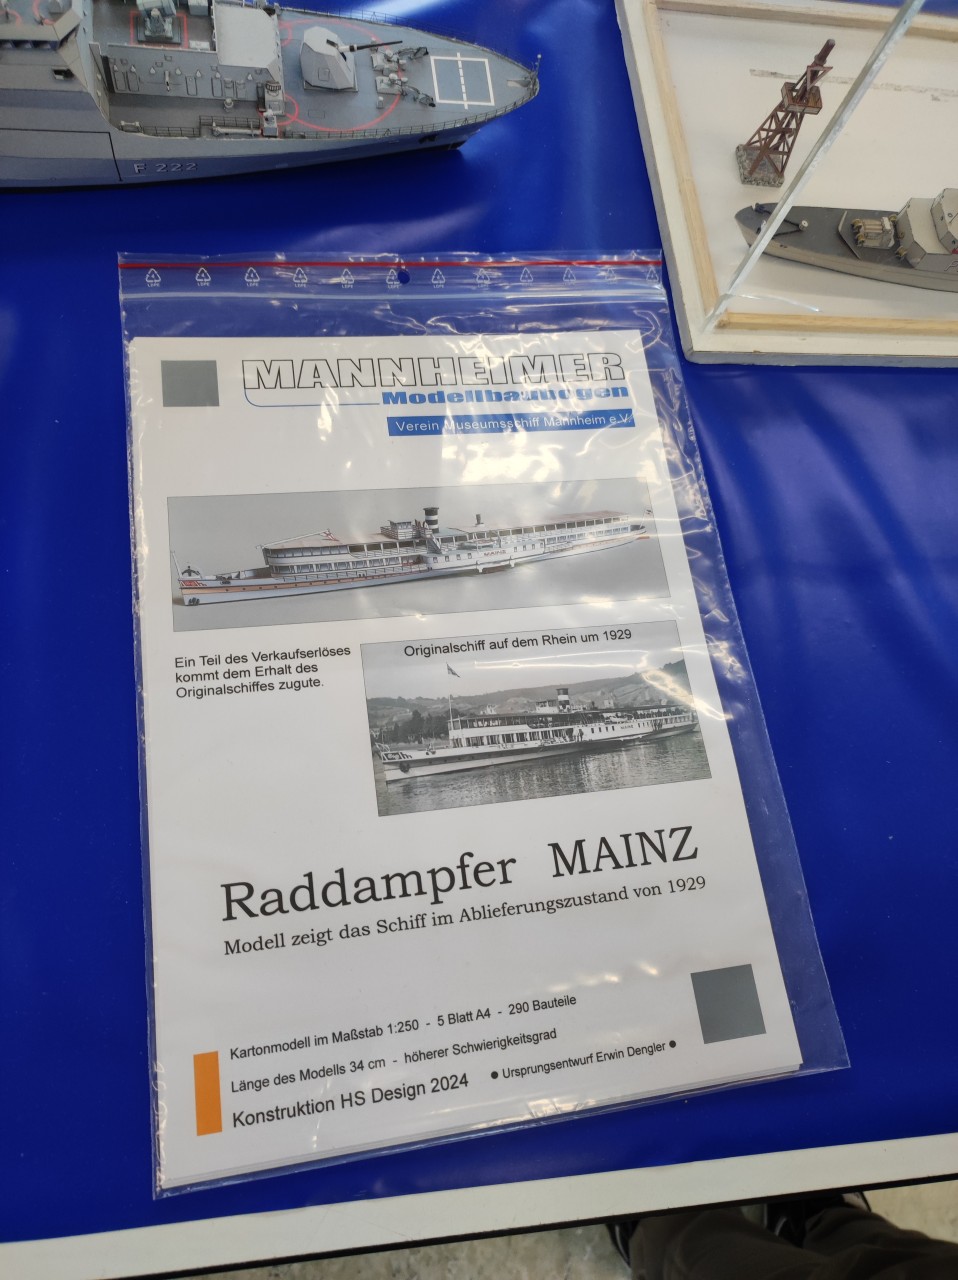 F 222
MANNHEIMER
Modellbaubogen
Verein Museumsschiff Mannheim e.V.
MAINZ
Ein Teil des Verkaufserlöses
kommt dem Erhalt des
Originalschiffes zugute.
Originalschiff auf dem Rhein um 1929
Raddampfer MAINZ
Modell zeigt das Schiff im Ablieferungszustand von 1929
Kartonmodell im Maßstab 1:250 - 5 Blatt A4 - 290 Bauteile
Länge des Modells 34 cm - höherer Schwierigkeitsgrad
Konstruktion HS Design 2024 • Ursprungsentwurf Erwin Dengler •